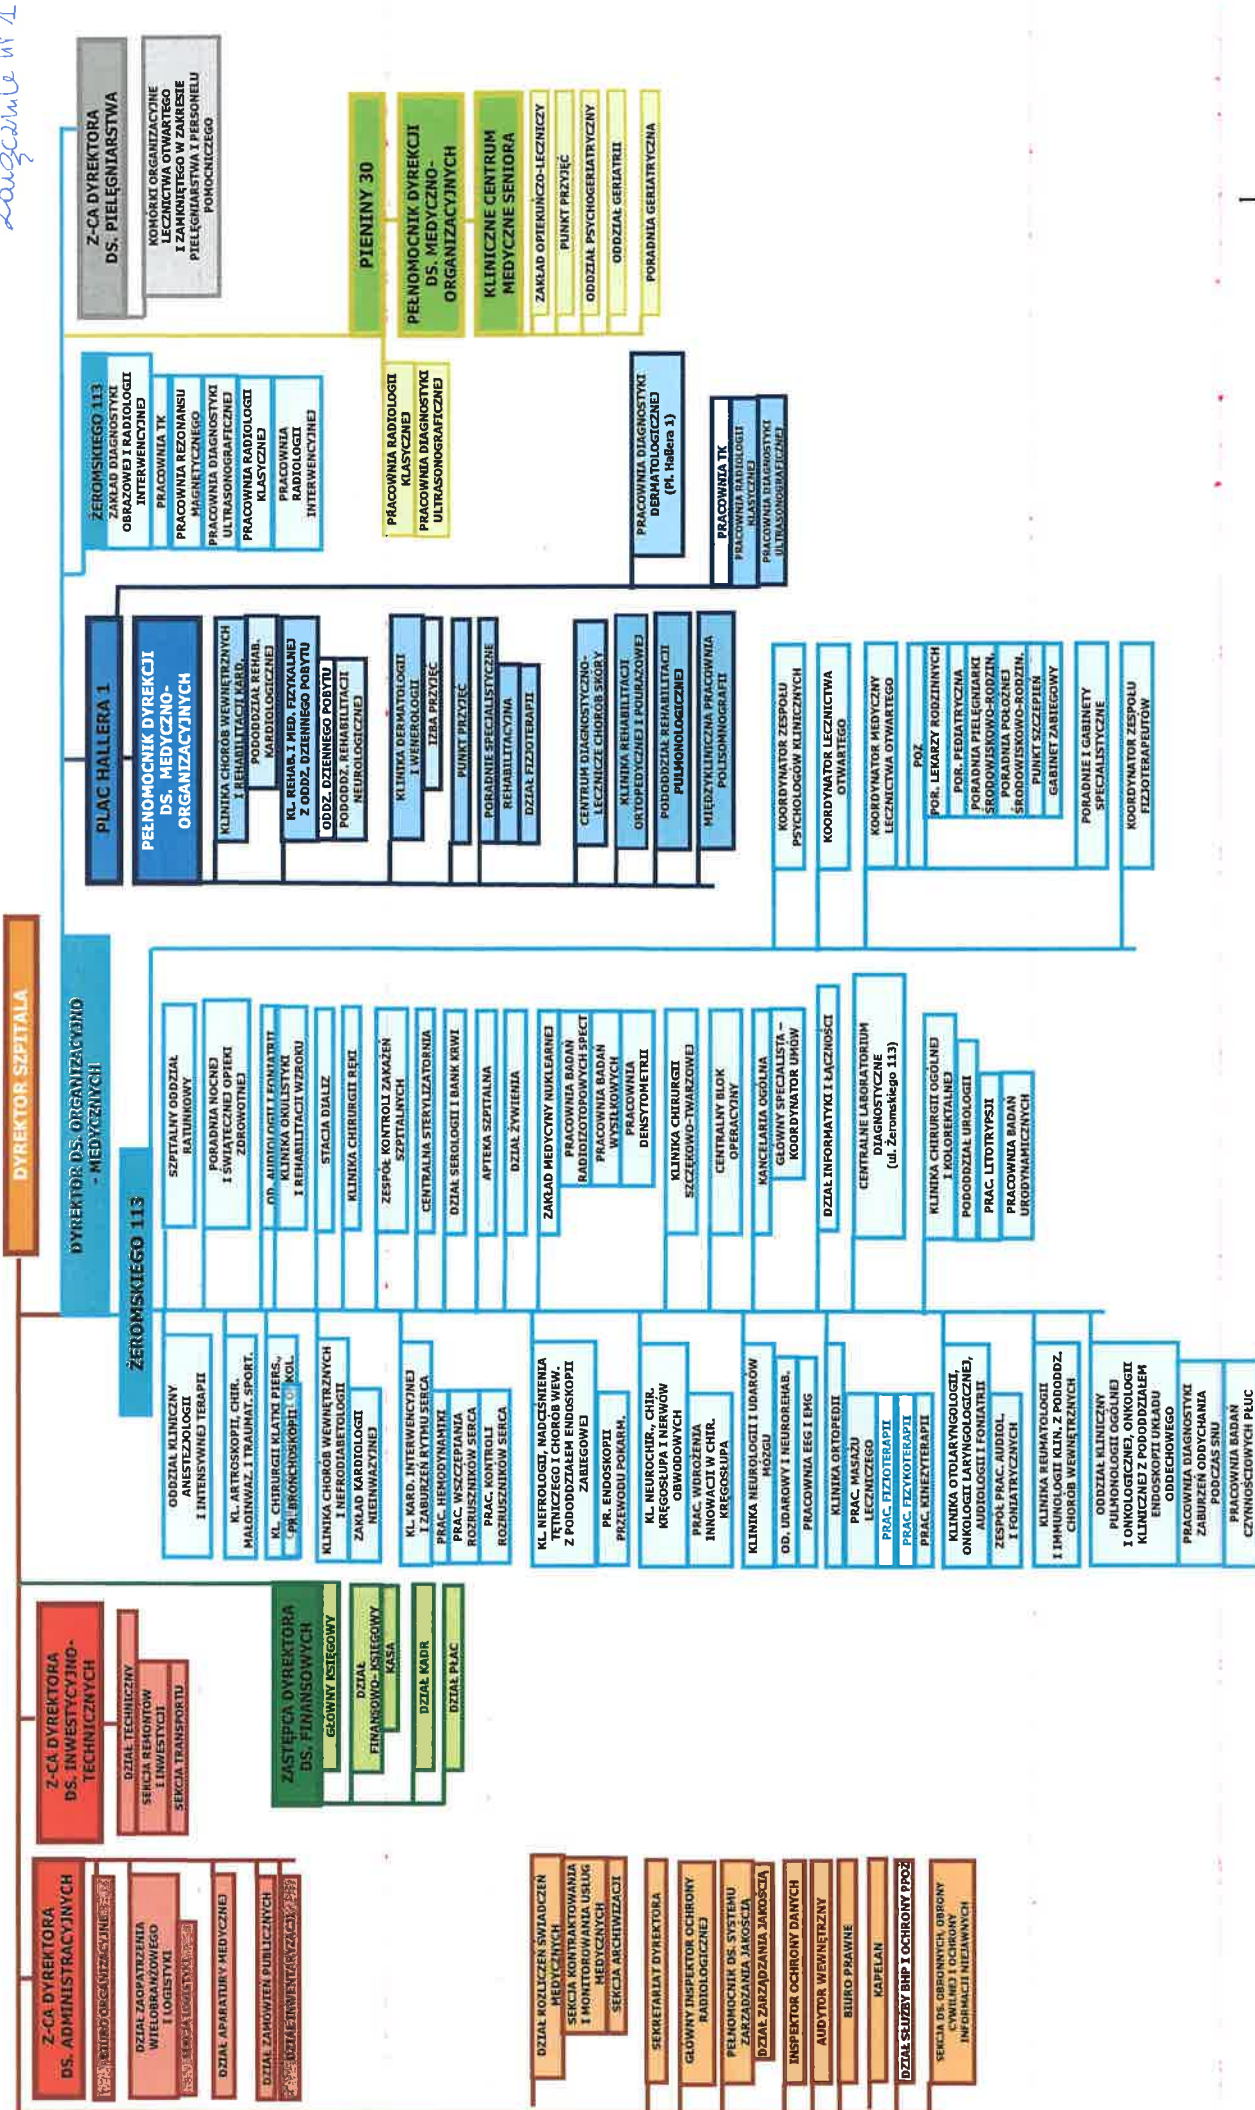 DYREKTOR SZPITALA
Z-CA DYREKTORA
DS. ADMINISTRACYJNYCH
BIURO ORGANIZACYJNE
DZIAŁ ZAOPATRZENIA
WIELOBRANŻOWEGO
I LOGISTYKI
SEKCJA LOGISTYKI
DZIAŁ APARATURY MEDYCZNEJ
DZIAŁ ZAMÓWIEŃ PUBLICZNYCH
DZIAŁ INWENTARYZACJI
DZIAŁ ROZLICZEŃ ŚWIADCZEŃ
MEDYCZNYCH
SEKCJA KONTRAKTOWANIA
I MONITOROWANIA USŁUG
MEDYCZNYCH
SEKCJA ARCHIWIZACJI
SEKRETARIAT DYREKTORA
GŁÓWNY INSPEKTOR OCHRONY
RADIOLOGICZNEJ
PEŁNOMOCNIK DS. SYSTEMU
ZARZĄDZANIA JAKOŚCIĄ
DZIAŁ ZARZĄDZANIA JAKOŚCIĄ
INSPEKTOR OCHRONY DANYCH
AUDYTOR WEWNĘTRZNY
BIURO PRAWNE
KAPELAN
DZIAŁ SŁUŻBY BHP I OCHRONY PPOŻ
SEKCJA DS. OBRONNYCH, OBRONY
CYWILNEJ I OCHRONY
INFORMACJI NIEJAWNYCH
Z-CA DYREKTORA
DS. INWESTYCYJNO-
TECHNICZNYCH
DZIAŁ TECHNICZNY
SEKCJA REMONTÓW
I INWESTYCJI
SEKCJA TRANSPORTU
ZASTĘPCA DYREKTORA
DS. FINANSOWYCH
GŁÓWNY KSIĘGOWY
DZIAŁ
FINANSOWO- KSIĘGOWY
KASA
DZIAŁ KADR
DZIAŁ PŁAC
DYREKTOR DS. ORGANIZACYJNO
- MEDYCZNYCH
ŻEROMSKIEGO 113
ODDZIAŁ KLINICZNY
ANESTEZJOLOGII
I INTENSYWNEJ TERAPII
KL. ARTROSKOPII, CHIR.
MAŁOINWAZ. I TRAUMAT. SPORT.
KL. CHIRURGII KLATKI PIERS.,
PR. BRONCHOSKOPII
KLINIKA CHORÓB WEWNĘTRZNYCH
I NEFRODIABETOLOGII
ZAKŁAD KARDIOLOGII
NIEINWAZYJNEJ
KL. KARD. INTERWENCYJNEJ
I ZABURZEŃ RYTMU SERCA
PRAC. HEMODYNAMIKI
PRAC. WSZCZEPIANIA
ROZRUSZNIKÓW SERCA
PRAC. KONTROLI
ROZRUSZNIKÓW SERCA
KL. NEFROLOGII, NADCIŚNIENIA
TĘTNICZEGO I CHORÓB WEW.
Z PODODDZIAŁEM ENDOSKOPII
ZABIEGOWEJ
PR. ENDOSKOPII
PRZEWODU POKARM.
KL. NEUROCHIR., CHIR.
KRĘGOSŁUPA I NERWÓW
OBWODOWYCH
PRAC. WDROŻENIA
INNOWACJI W CHIR.
KRĘGOSŁUPA
KLINIKA NEUROLOGII I UDARÓW
MÓZGU
OD. UDAROWY I NEUROREHAB.
PRACOWNIA EEG I EMG
KLINIKA ORTOPEDII
PRAC. MASAŻU
LECZNICZEGO
PRAC. FIZJOTERAPII
PRAC. FIZYKOTERAPII
PRAC. KINEZYTERAPII
KLINIKA OTOLARYNGOLOGII,
ONKOLOGII LARYNGOLOGICZNEJ,
AUDIOLOGII I FONIATRII
ZESPÓŁ PRAC. AUDIOL.
I FONIATRYCZNYCH
KLINIKA REUMATOLOGII
I IMMUNOLOGII KLIN. Z PODODDZ.
CHORÓB WEWNĘTRZNYCH
ODDZIAŁ KLINICZNY
PULMONOLOGICZNY
I ONKOLOGICZNEJ, ONKOLOGII
KLINICZNEJ Z PODODDZIAŁEM
ENDOSKOPII UKŁADU
ODDECHOWEGO
PRACOWNIA DIAGNOSTYKI
ZABURZEŃ ODDYCHANIA
PODCZAS SNU
PRACOWNIA BADAŃ
CZYNNOŚCIOWYCH PŁUC
SZPITALNY ODDZIAŁ
RATUNKOWY
PORADNIA NOCNEJ
I ŚWIĄTECZNEJ OPIEKI
ZDROWOTNEJ
OD. AUDIOLOGII I FONIATRII
KLINIKA OKULISTYKI
I REHABILITACJI WZROKU
STACJA DIALIZ
KLINIKA CHIRURGII RĘKI
ZESPÓŁ KONTROLI ZAKAŻEŃ
SZPITALNYCH
CENTRALNA STERYLIZATORNIA
DZIAŁ SEROLOGII I BANK KRWI
APTEKA SZPITALNA
DZIAŁ ŻYWIENIA
ZAKŁAD MEDYCYNY NUKLEARNEJ
PRACOWNIA BADAŃ
RADIOIZOTOPOWYCH SPECT
PRACOWNIA BADAŃ
WYSIŁKOWYCH
PRACOWNIA
DENSYTOMETRII
KLINIKA CHIRURGII
SZCZĘKOWO-TWARZOWEJ
CENTRALNY BLOK
OPERACYJNY
KANCELARIA OGÓLNA
GŁÓWNY SPECJALISTA –
KOORDYNATOR UMÓW
DZIAŁ INFORMATYKI I ŁĄCZNOŚCI
CENTRALNE LABORATORIUM
DIAGNOSTYCZNE
(ul. Żeromskiego 113)
KLINIKA CHIRURGII OGÓLNEJ
I KOLOREKTALNEJ
PODODDZIAŁ UROLOGII
PRAC. LITOTRYPSJI
PRACOWNIA BADAŃ
URODYNAMICZNYCH
KOORDYNATOR ZESPOŁU
PSYCHOLOGÓW KLINICZNYCH
KOORDYNATOR LECZNICTWA
OTWARTEGO
KOORDYNATOR MEDYCZNY
LECZNICTWA OTWARTEGO
POZ
POR. LEKARZY RODZINNYCH
POR. PEDIATRYCZNA
PORADNIA PIELĘGNIARKI
ŚRODOWISKOWO-RODZIN.
PORADNIA POŁOŻNEJ
ŚRODOWISKOWO-RODZIN.
PUNKT SZCZEPIEŃ
GABINET ZABIEGOWY
PORADNIE I GABINETY
SPECJALISTYCZNE
KOORDYNATOR ZESPOŁU
FIZJOTERAPEUTÓW
PLAC HALLERA 1
PEŁNOMOCNIK DYREKCJI
DS. MEDYCZNO-
ORGANIZACYJNYCH
KLINIKA CHORÓB WEWNĘTRZNYCH
I REHABILITACJI KARD.
PODODDZIAŁ REHAB.
KARDIOLOGICZNEJ
KL. REHAB. I MED. FIZYKALNEJ
Z ODDZ. DZIENNEGO POBYTU
ODDZ. DZIENNEGO POBYTU
PODODDZ. REHABILITACJI
NEUROLOGICZNEJ
KLINIKA DERMATOLOGII
I WENEROLOGII
IZBA PRZYJĘĆ
PUNKT PRZYJĘĆ
PORADNIE SPECJALISTYCZNE
REHABILITACYJNA
DZIAŁ FIZJOTERAPII
CENTRUM DIAGNOSTYCZNO-
LECZNICZE CHORÓB SKÓRY
KLINIKA REHABILITACJI
ORTOPEDYCZNEJ I POURAZOWEJ
PODODDZIAŁ REHABILITACJI
PULMONOLOGICZNEJ
MIĘDZYKLINICZNA PRACOWNIA
POLISOMNOGRAFII
ŻEROMSKIEGO 113
ZAKŁAD DIAGNOSTYKI
OBRAZOWEJ I RADIOLOGII
INTERWENCYJNEJ
PRACOWNIA TK
PRACOWNIA REZONANSU
MAGNETYCZNEGO
PRACOWNIA DIAGNOSTYKI
ULTRASONOGRAFICZNEJ
PRACOWNIA RADIOLOGII
KLASYCZNEJ
PRACOWNIA
RADIOLOGII
INTERWENCYJNEJ
PRACOWNIA RADIOLOGII
KLASYCZNEJ
PRACOWNIA DIAGNOSTYKI
ULTRASONOGRAFICZNEJ
PRACOWNIA DIAGNOSTYKI
DERMATOLOGICZNEJ
(Pl. Hallera 1)
PRACOWNIA TK
PRACOWNIA RADIOLOGII
KLASYCZNEJ
PRACOWNIA DIAGNOSTYKI
ULTRASONOGRAFICZNEJ
Z-CA DYREKTORA
DS. PIELĘGNIARSTWA
KOMÓRKI ORGANIZACYJNE
LECZNICTWA OTWARTEGO
I ZAMKNIĘTEGO W ZAKRESIE
PIELĘGNIARSTWA I PERSONELU
POMOCNICZEGO
PIENINY 30
PEŁNOMOCNIK DYREKCJI
DS. MEDYCZNO-
ORGANIZACYJNYCH
KLINICZNE CENTRUM
MEDYCZNE SENIORA
ZAKŁAD OPIEKUŃCZO-LECZNICZY
PUNKT PRZYJĘĆ
ODDZIAŁ PSYCHOGERIATRYCZNY
ODDZIAŁ GERIATRII
PORADNIA GERIATRYCZNA
nr 1